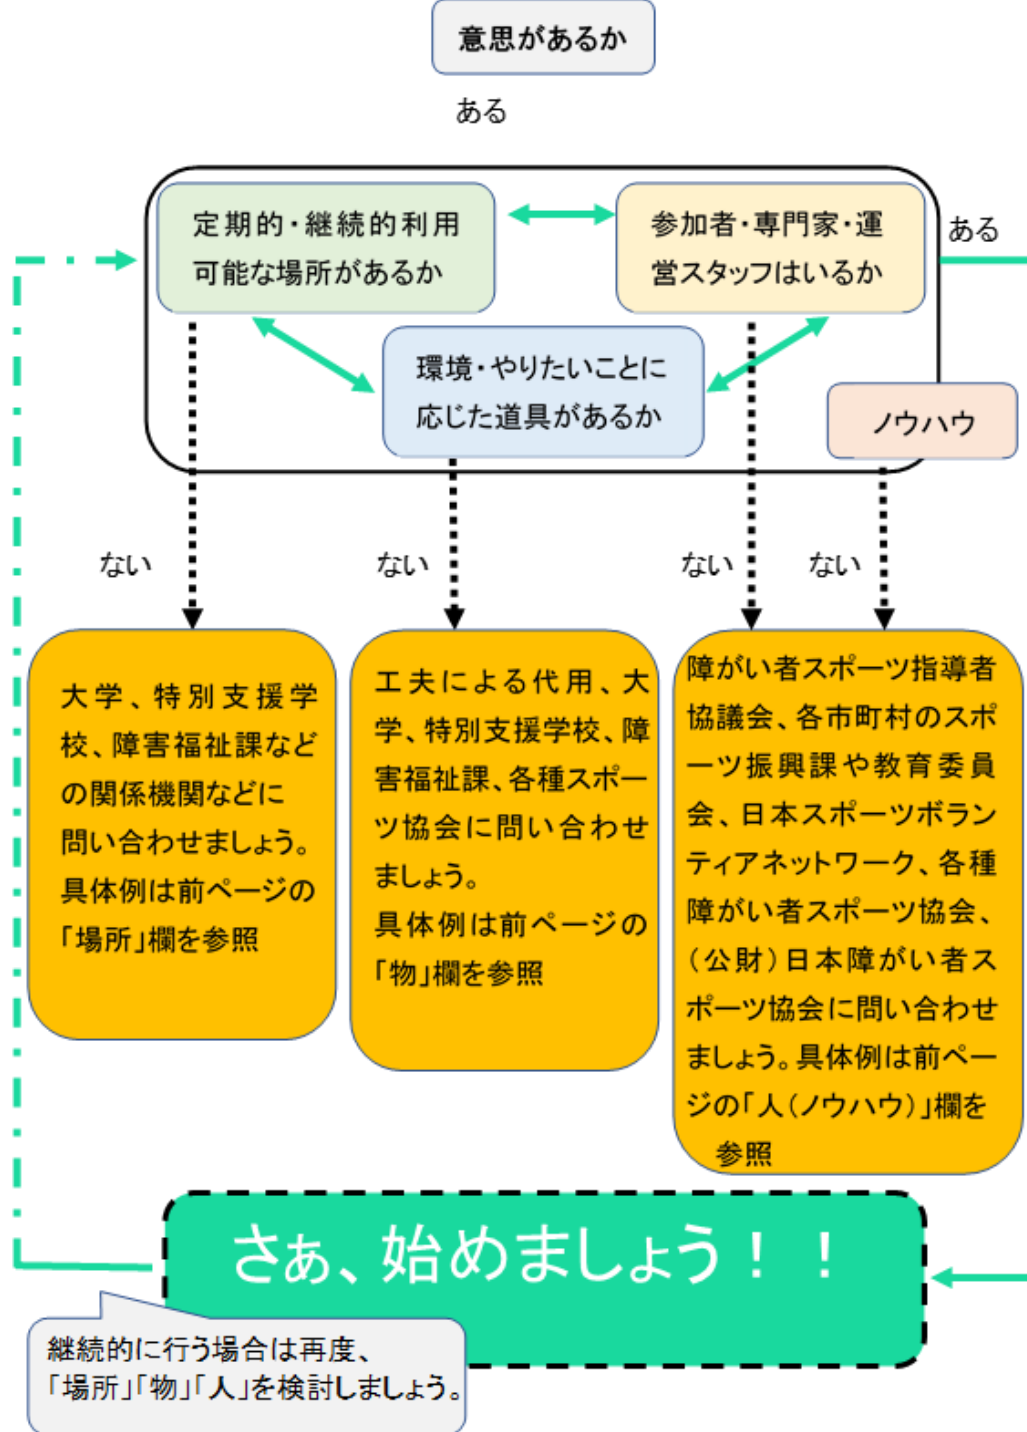 意思があるか
ある
定期的・継続的利用
可能な場所があるか
参加者・専門家・運
営スタッフはいるか
ある
環境・やりたいことに
応じた道具があるか
ノウハウ
ない
ない
ない
ない
大学、特別支援学
校、障害福祉課など
の関係機関などに
問い合わせましょう。
具体例は前ページの
「場所」欄を参照
工夫による代用、大
学、特別支援学校、障
害福祉課、各種スポー
ツ協会に問い合わせ
ましょう。
具体例は前ページの
「物」欄を参照
障がい者スポーツ指導者
協議会、各市町村のスポ
ーツ振興課や教育委員
会、日本スポーツボラン
ティアネットワーク、各種
障がい者スポーツ協会、
（公財）日本障がい者ス
ポーツ協会に問い合わせ
ましょう。具体例は前ペー
ジの「人（ノウハウ）」欄を
参照
さぁ、始めましょう！！
継続的に行う場合は再度、
「場所」「物」「人」を検討しましょう。